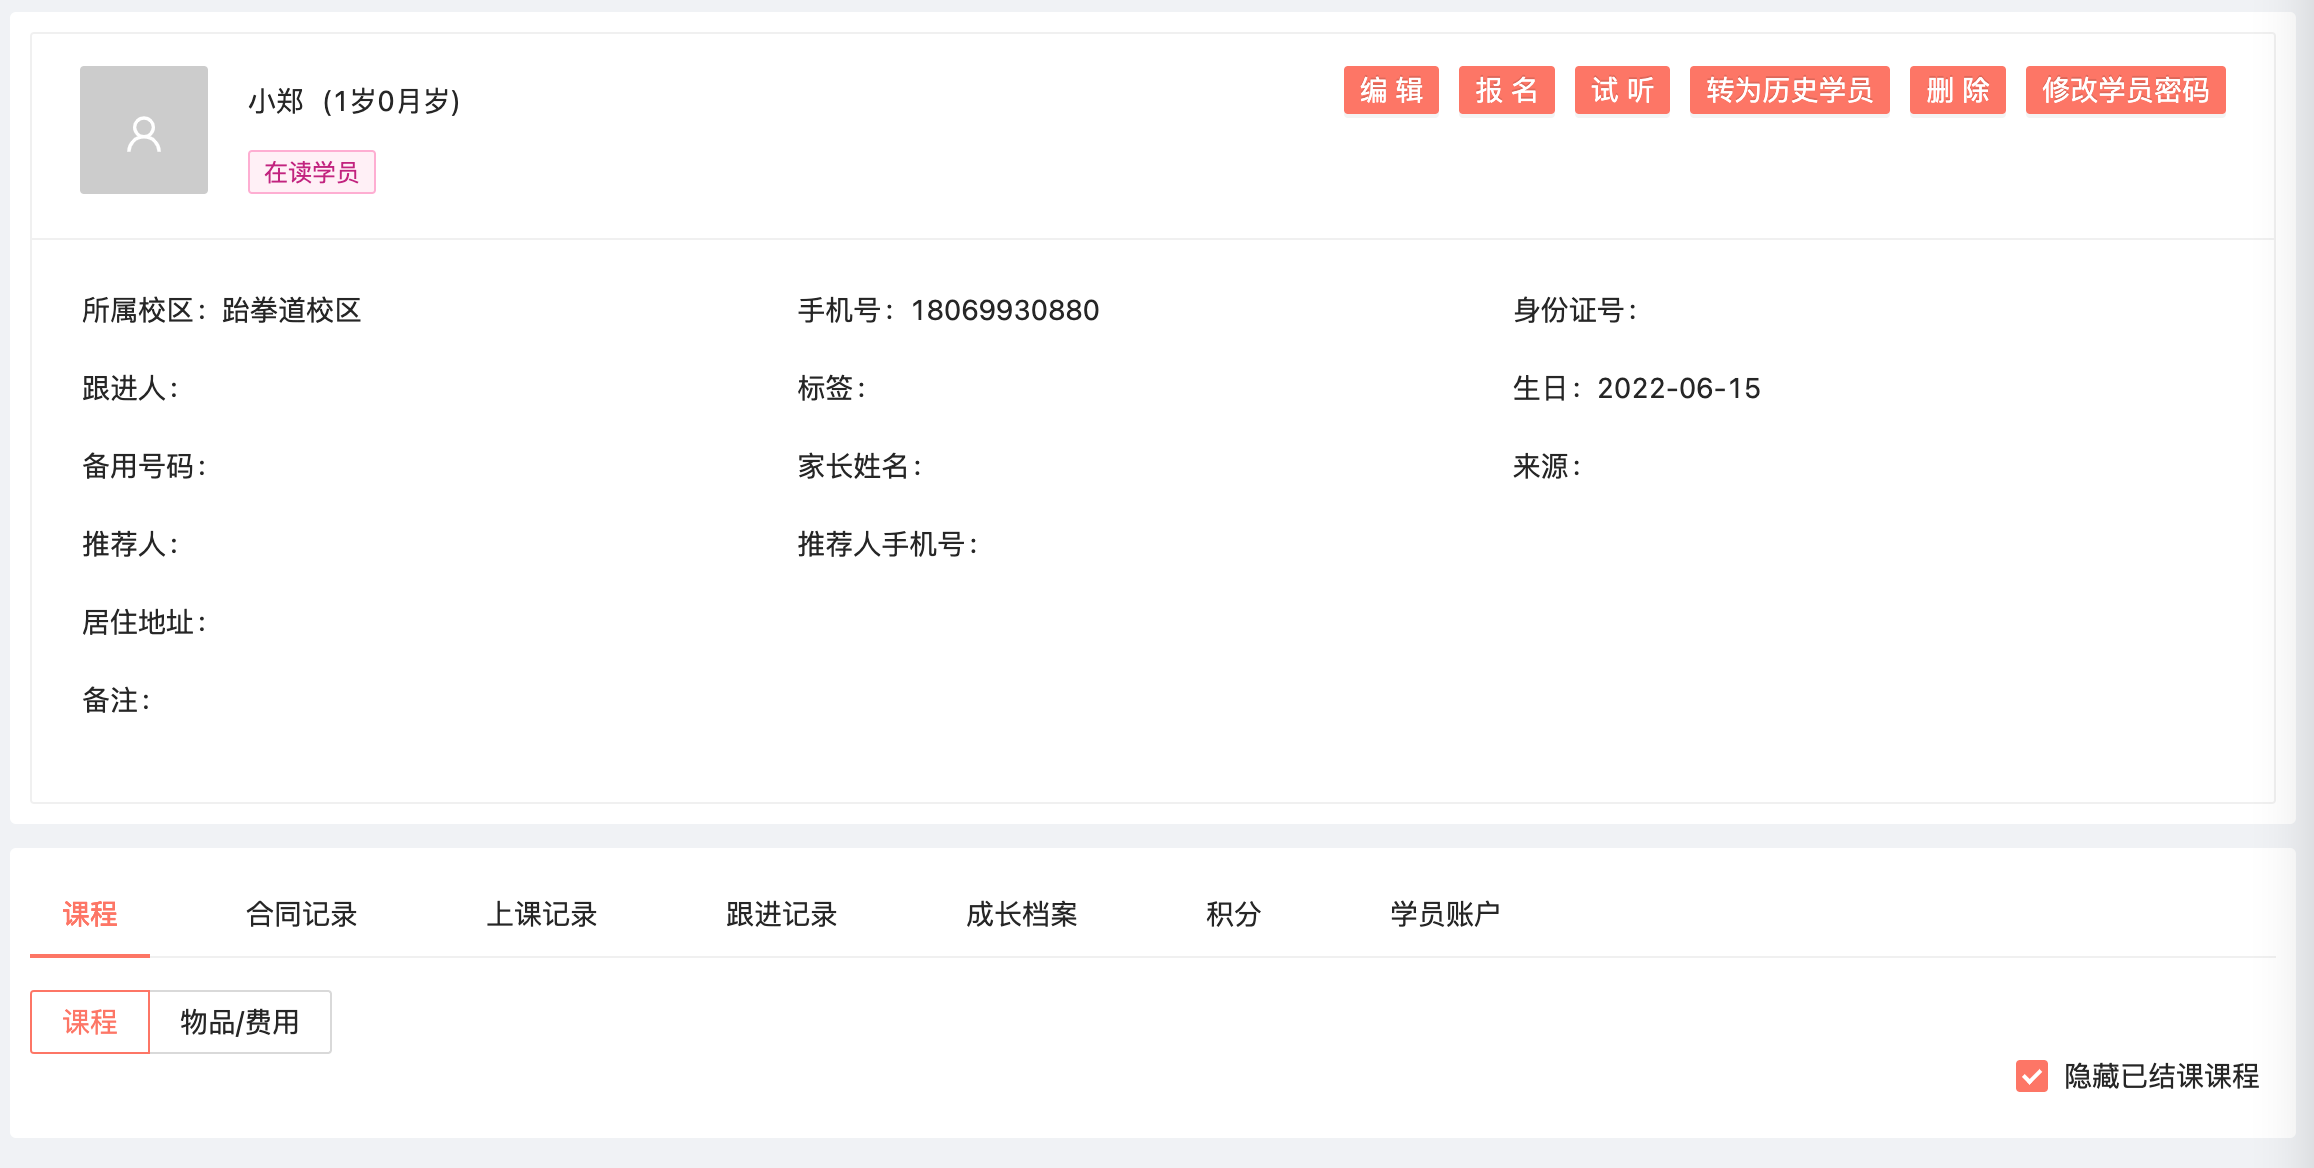 小郑 (1岁0月岁) 编 辑 报 名 试 听 转为历史学员 删 除 修改学员密码
在读学员
所属校区：跆拳道校区 手机号：18069930880 身份证号：
跟进人： 标签： 生日：2022-06-15
备用号码： 家长姓名： 来源：
推荐人： 推荐人手机号：
居住地址：
备注：
课程 合同记录 上课记录 跟进记录 成长档案 积分 学员账户
课程 物品/费用
隐藏已结课课程